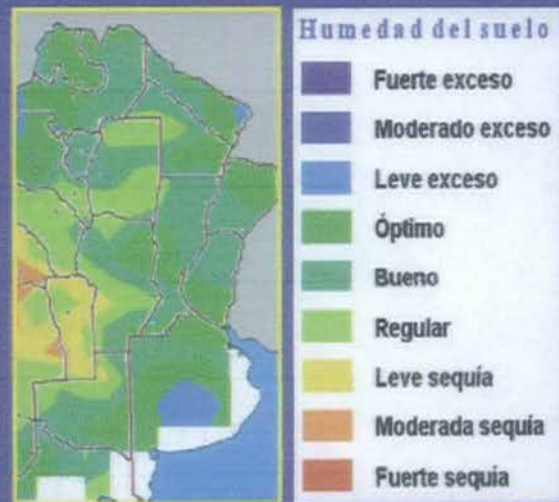 Humedad del suelo
Fuerte exceso
Moderado exceso
Leve exceso
Óptimo
Bueno
Regular
Leve sequía
Moderada sequía
Fuerte sequía